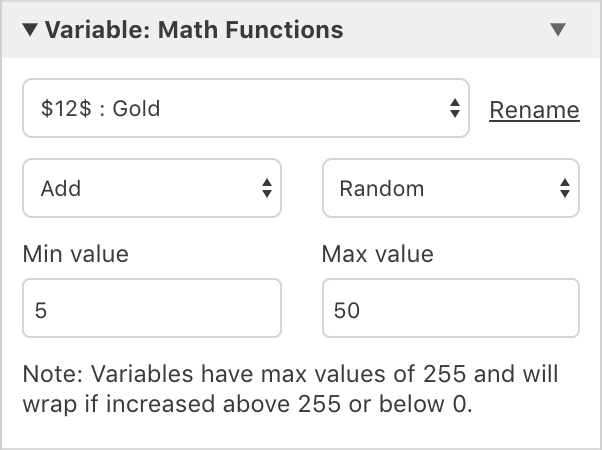 Variable: Math Functions
$12$ : Gold
Rename
Add
Random
Min value
Max value
5
50
Note: Variables have max values of 255 and will
wrap if increased above 255 or below 0.